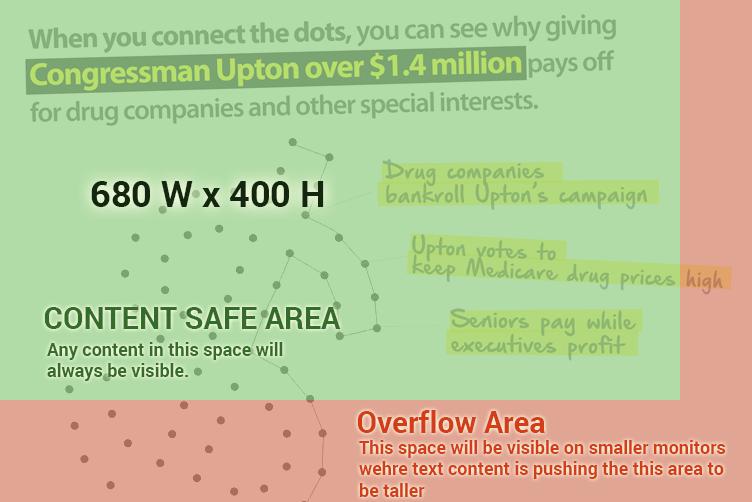 When you connect the dots, you can see why giving
Congressman Upton over $1.4 million pays off
for drug companies and other special interests.
680 W x 400 H
Drug companies
bankroll Upton's campaign
Upton votes to
keep Medicare drug prices high
CONTENT SAFE AREA
Any content in this space will
always be visible.
Seniors pay while
executives profit
Overflow Area
This space will be visible on smaller monitors
wehre text content is pushing the this area to
be taller